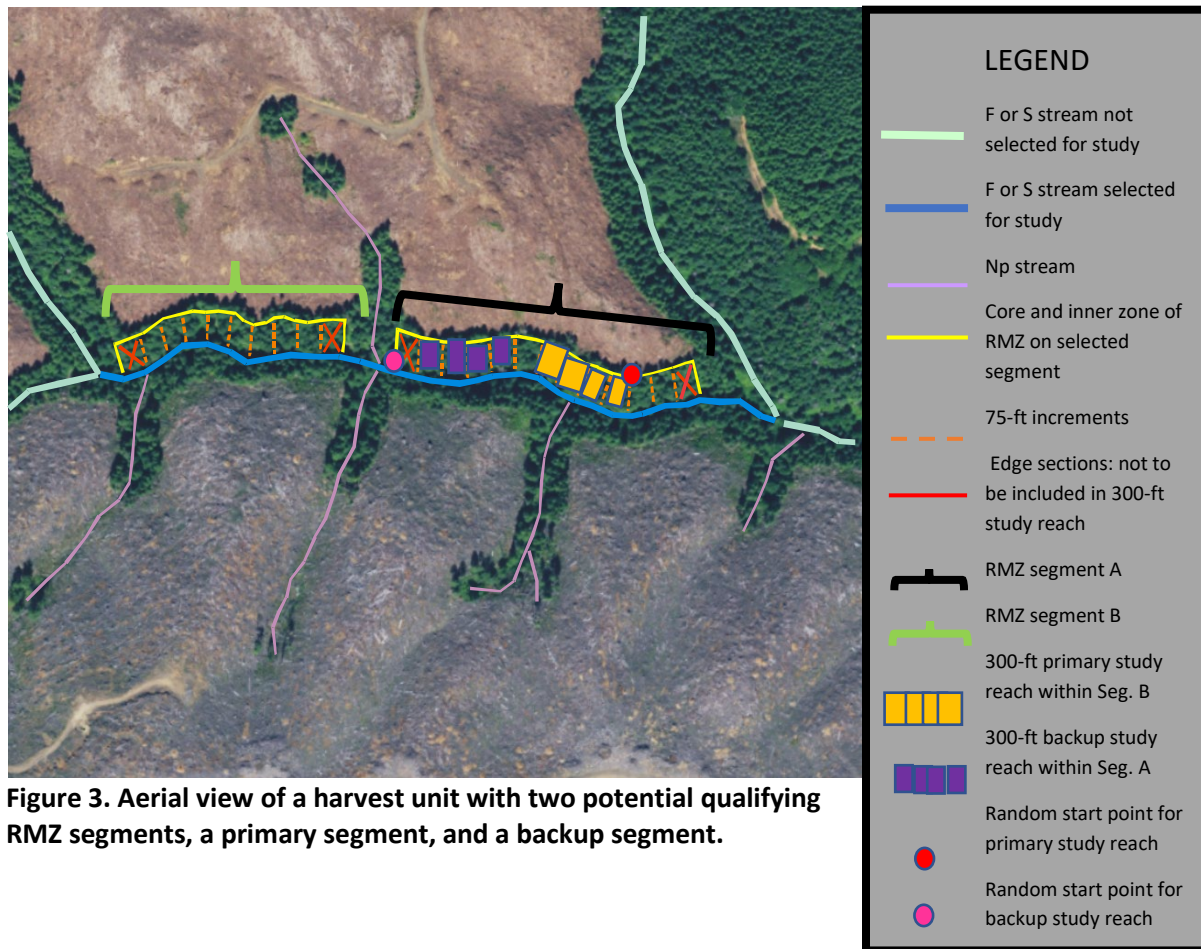 LEGEND
F or S stream not
selected for study
F or S stream selected
for study
Np stream
Core and inner zone of
RMZ on selected
segment
75-ft increments
Edge sections: not to
be included in 300-ft
study reach
RMZ segment A
RMZ segment B
300-ft primary study
reach within Seg. B
300-ft backup study
reach within Seg. A
Random start point for
primary study reach
Random start point for
backup study reach
Figure 3. Aerial view of a harvest unit with two potential qualifying
RMZ segments, a primary segment, and a backup segment.